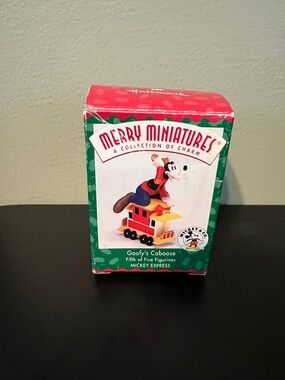 Hallmark
MERRY MINIATURES
A COLLECTION OF CHARM
Goofy's Caboose
Fifth of Five Figurines
MICKEY EXPRESS